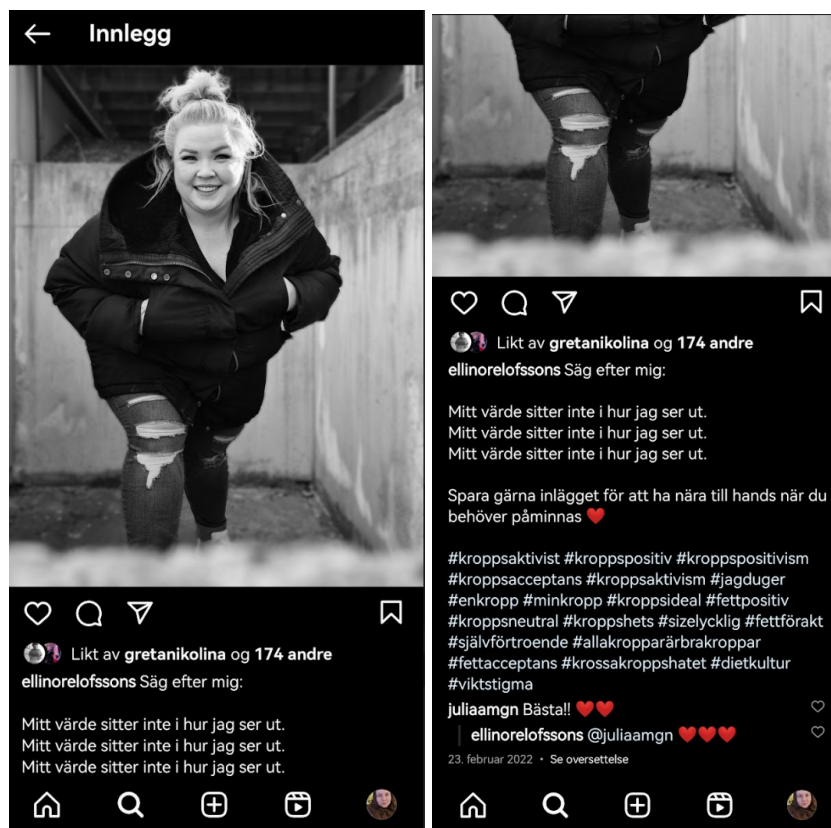 Innlegg
Likt av gretanikolina og 174 andre
ellinorelofssons Säg efter mig:
Mitt värde sitter inte i hur jag ser ut.
Mitt värde sitter inte i hur jag ser ut.
Mitt värde sitter inte i hur jag ser ut.
Likt av gretanikolina og 174 andre
ellinorelofssons Säg efter mig:
Mitt värde sitter inte i hur jag ser ut.
Mitt värde sitter inte i hur jag ser ut.
Mitt värde sitter inte i hur jag ser ut.
Spara gärna inlägget för att ha nära till hands när du
behöver påminnas ❤️
#kroppsaktivist #kroppspositiv #kroppspositivism
#kroppsacceptans #kroppsaktivism #jagduger
#enkropp #minkropp #kroppsideal #fettpositiv
#kroppsneutral #kroppshets #sizelycklig #fettförakt
#självförtroende #allakropparärbrakroppar
#fettacceptans #krossakroppshatet #dietkultur
#viktstigma
juliaamgn Bästa!! ❤️❤️
ellinorelofssons @juliaamgn ❤️❤️❤️
23. februar 2022 • Se oversettelse